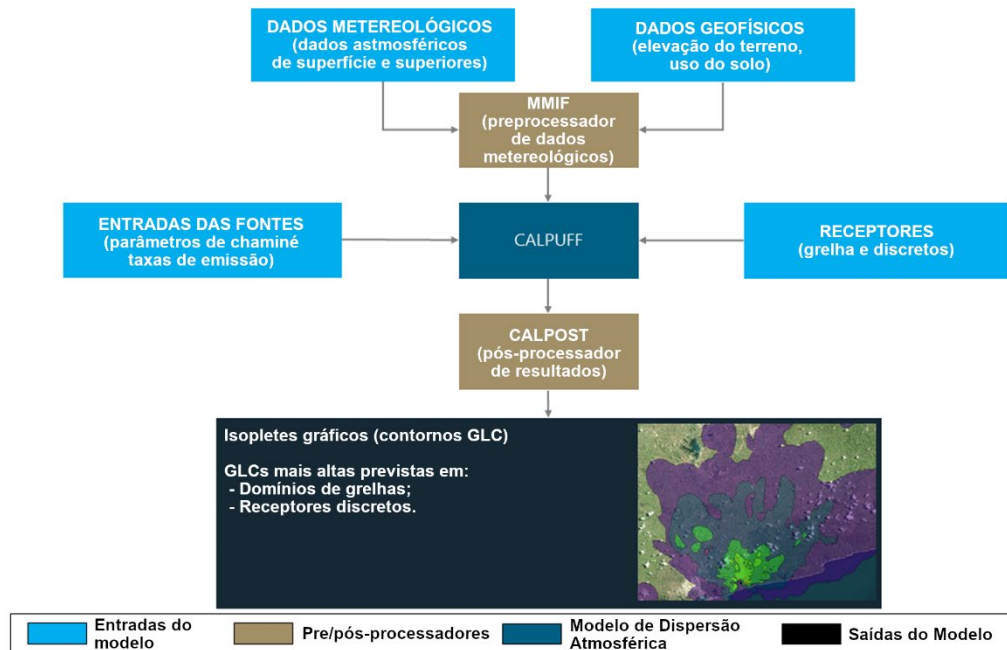 DADOS METEREOLÓGICOS
(dados astmosféricos
de superfície e superiores)
DADOS GEOFÍSICOS
(elevação do terreno,
uso do solo)
MMIF
(preprocessador
de dados
metereológicos)
ENTRADAS DAS FONTES
(parâmetros de chaminé
taxas de emissão)
CALPUFF
RECEPTORES
(grelha e discretos)
CALPOST
(pós-processador
de resultados)
Isopletes gráficos (contornos GLC)
GLCs mais altas previstas em:
- Domínios de grelhas;
- Receptores discretos.
Entradas do
modelo
Pre/pós-processadores
Modelo de Dispersão
Atmosférica
Saídas do Modelo